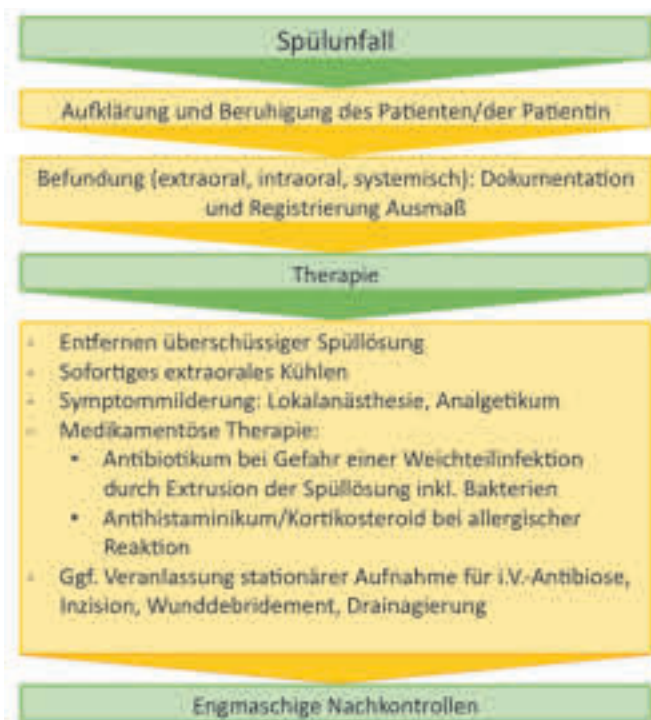 Spülunfall
Aufklärung und Beruhigung des Patienten/der Patientin
Befundung (extraoral, intraoral, systemisch): Dokumentation
und Registrierung Ausmaß
Therapie
- Entfernen überschüssiger Spüllösung
- Sofortiges extraorales Kühlen
- Symptommilderung: Lokalanästhesie, Analgetikum
- Medikamentöse Therapie:
• Antibiotikum bei Gefahr einer Weichteilinfektion
durch Extrusion der Spüllösung inkl. Bakterien
• Antihistaminikum/Kortikosteroid bei allergischer
Reaktion
- Ggf. Veranlassung stationärer Aufnahme für i.V.-Antibiose,
Inzision, Wunddebridement, Drainagierung
Engmaschige Nachkontrollen